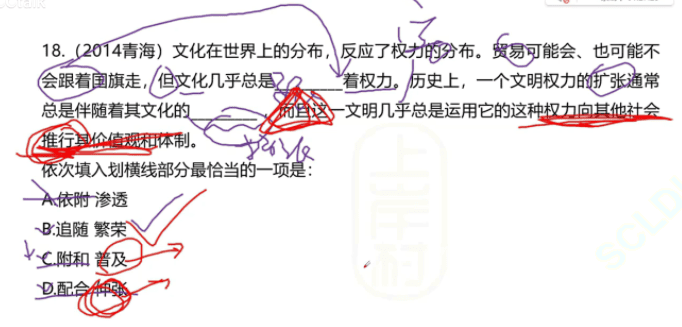 18.（2014青海）文化在世界上的分布，反应了权力的分布。贸易可能会、也可能不
会跟着国旗走，但文化几乎总是________着权力。历史上，一个文明权力的扩张通常
总是伴随着其文化的________，而且这一文明几乎总是运用它的这种权力向其他社会
推行其价值观和体制。
依次填入划横线部分最恰当的一项是：
A.依附 渗透
B.追随 繁荣
C.附和 普及
D.配合 伸张
上岸村
SCLD